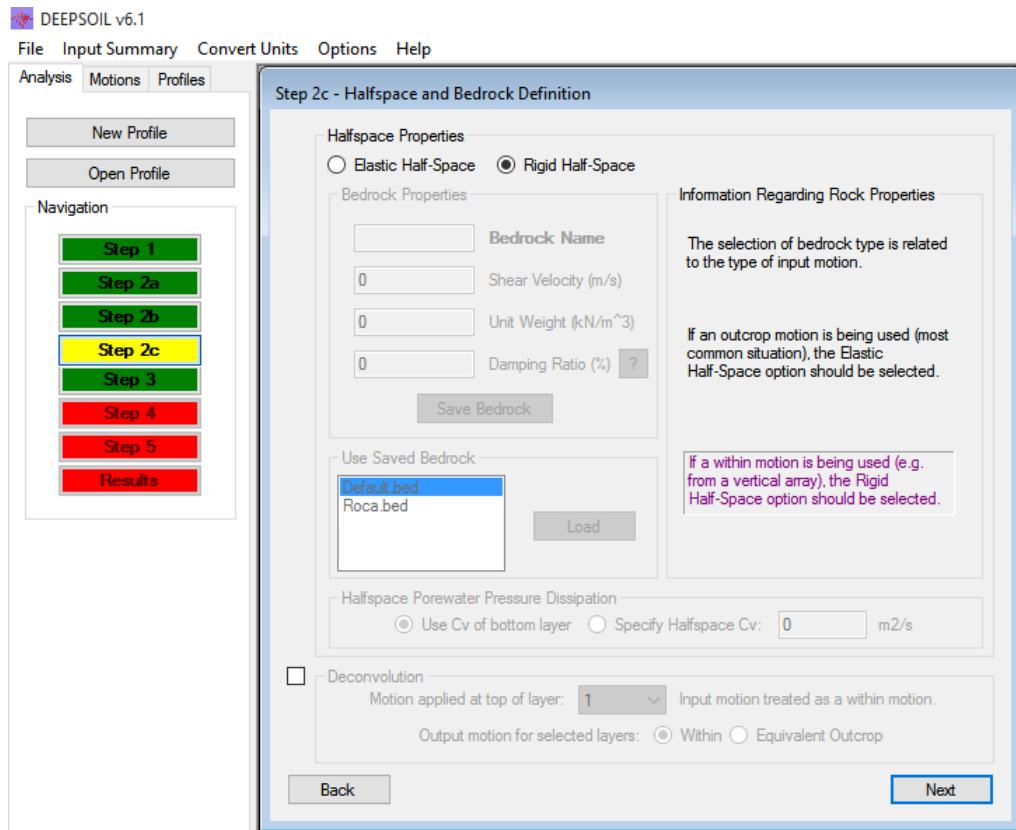 DEEPSOIL v6.1
File Input Summary Convert Units Options Help
Analysis Motions Profiles
New Profile
Open Profile
Navigation
Step 1
Step 2a
Step 2b
Step 2c
Step 3
Step 4
Step 5
Results
Step 2c - Halfspace and Bedrock Definition
Halfspace Properties
Elastic Half-Space Rigid Half-Space
Bedrock Properties
Bedrock Name
0 Shear Velocity (m/s)
0 Unit Weight (kN/m^3)
0 Damping Ratio (%) ?
Save Bedrock
Use Saved Bedrock
Default.bed
Roca.bed
Load
Information Regarding Rock Properties
The selection of bedrock type is related
to the type of input motion.
If an outcrop motion is being used (most
common situation), the Elastic
Half-Space option should be selected.
If a within motion is being used (e.g.
from a vertical array), the Rigid
Half-Space option should be selected.
Halfspace Porewater Pressure Dissipation
Use Cv of bottom layer Specify Halfspace Cv: 0 m2/s
Deconvolution
Motion applied at top of layer: 1 Input motion treated as a within motion.
Output motion for selected layers: Within Equivalent Outcrop
Back Next